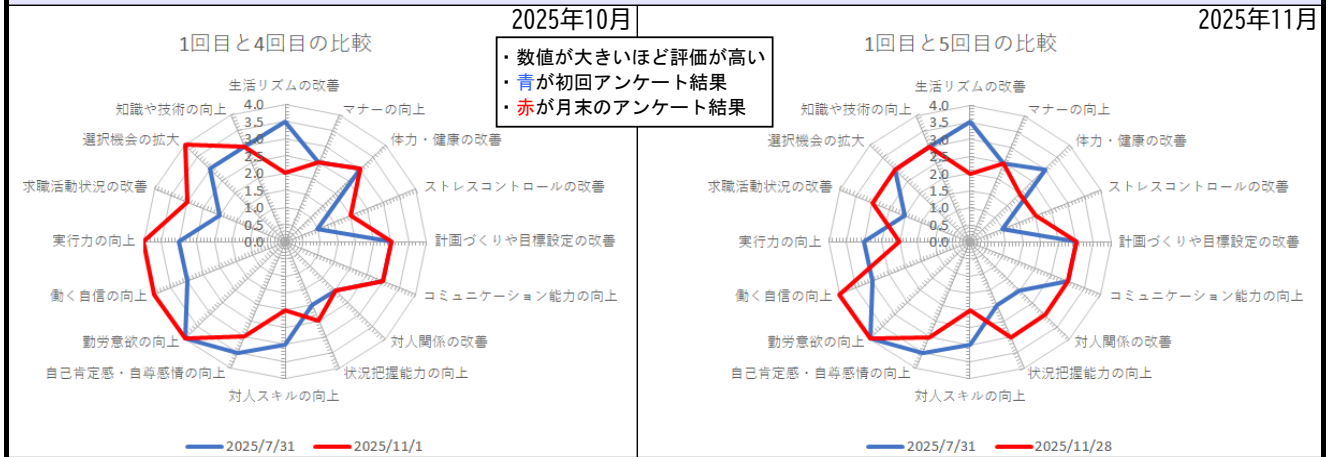 2025年10月
1回目と4回目の比較
・数値が大きいほど評価が高い
・青が初回アンケート結果
・赤が月末のアンケート結果
生活リズムの改善
マナーの向上
体力・健康の改善
ストレスコントロールの改善
計画づくりや目標設定の改善
コミュニケーション能力の向上
対人関係の改善
状況把握能力の向上
対人スキルの向上
自己肯定感・自尊感情の向上
勤労意欲の向上
働く自信の向上
実行力の向上
求職活動状況の改善
選択機会の拡大
知識や技術の向上
4.0
3.5
3.0
2.5
2.0
1.5
1.0
0.5
0.0
2025/7/31
2025/11/1
2025年11月
1回目と5回目の比較
生活リズムの改善
マナーの向上
体力・健康の改善
ストレスコントロールの改善
計画づくりや目標設定の改善
コミュニケーション能力の向上
対人関係の改善
状況把握能力の向上
対人スキルの向上
自己肯定感・自尊感情の向上
勤労意欲の向上
働く自信の向上
実行力の向上
求職活動状況の改善
選択機会の拡大
知識や技術の向上
4.0
3.5
3.0
2.5
2.0
1.5
1.0
0.5
0.0
2025/7/31
2025/11/28